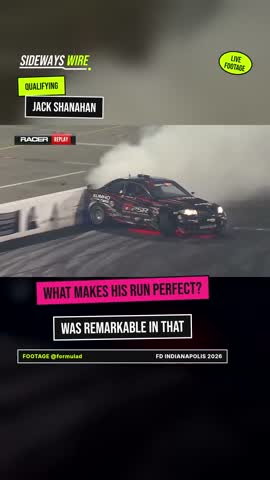 SIDEWAYS WIRE.
LIVE
FOOTAGE
QUALIFYING
JACK SHANAHAN
RACER REPLAY
KUMHO
WHAT MAKES HIS RUN PERFECT?
WAS REMARKABLE IN THAT
FOOTAGE @formulad
FD INDIANAPOLIS 2026